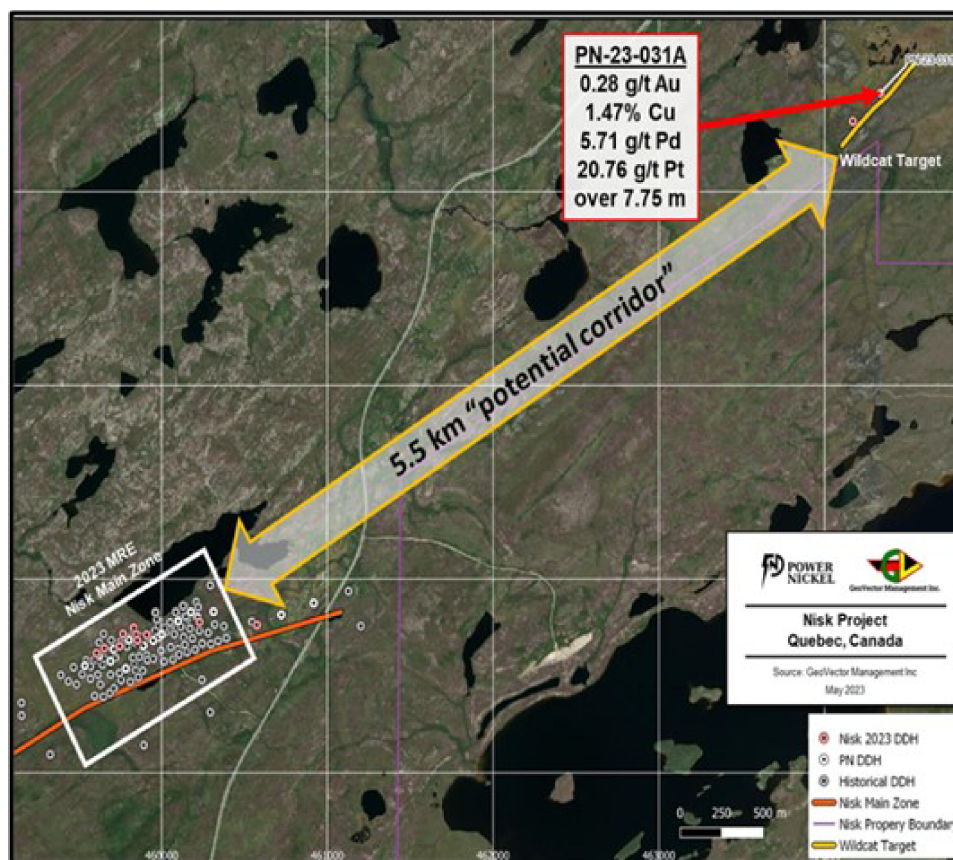 PN-23-031A
0.28 g/t Au
1.47% Cu
5.71 g/t Pd
20.76 g/t Pt
over 7.75 m
PN-23-031
Wildcat Target
5.5 km “potential corridor”
2023 MRE
Nisk Main Zone
POWER
NICKEL
GeoVector Management Inc.
Nisk Project
Quebec, Canada
Source: GeoVector Management Inc
May 2023
Nisk 2023 DDH
PN DDH
Historical DDH
Nisk Main Zone
Nisk Propery Boundary
Wildcat Target
0 250 500 m
460000 461000 462000 463000